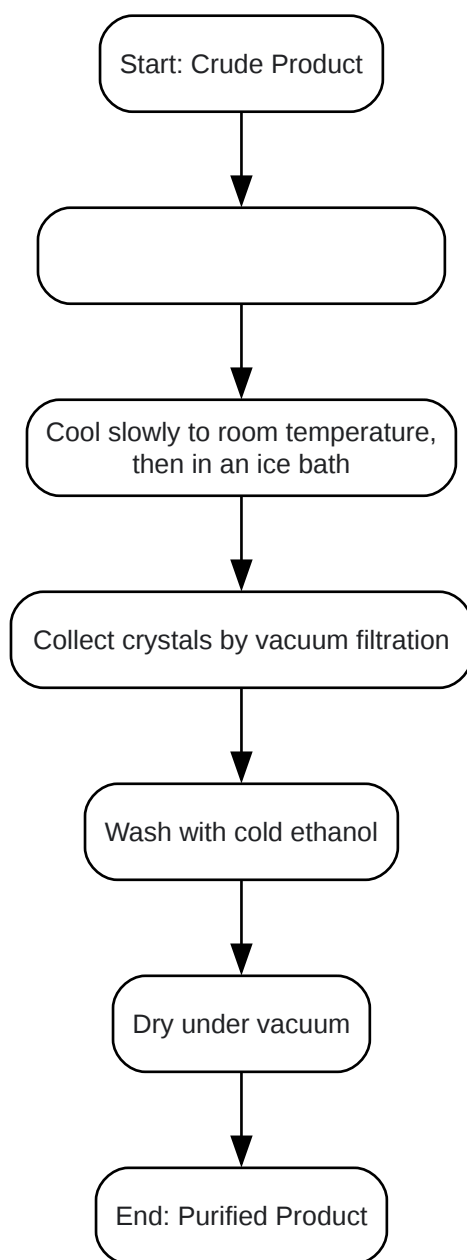 Start: Crude Product
Cool slowly to room temperature,
then in an ice bath
Collect crystals by vacuum filtration
Wash with cold ethanol
Dry under vacuum
End: Purified Product